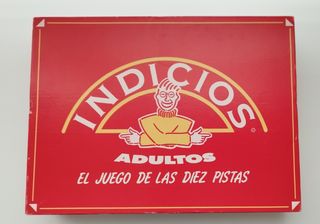 INDICIOS
©
ADULTOS
EL JUEGO DE LAS DIEZ PISTAS